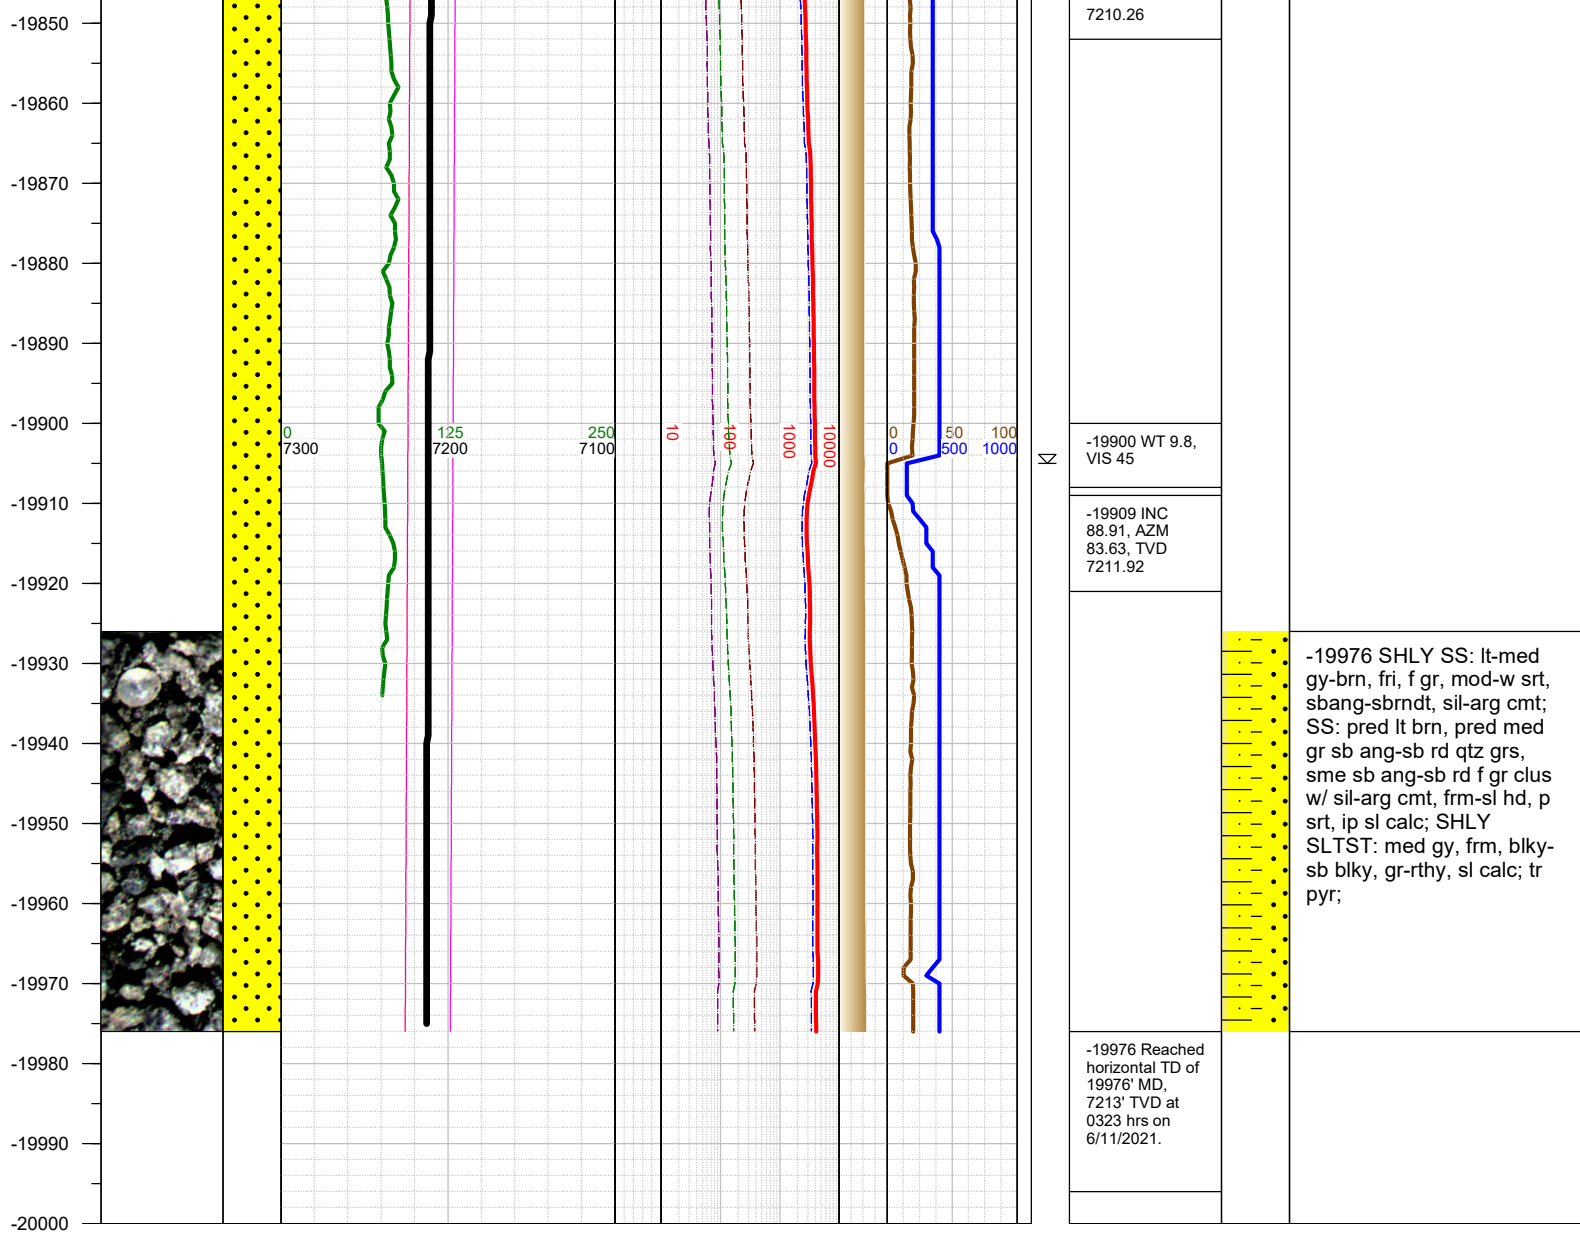 -19850
-19860
-19870
-19880
-19890
-19900
-19910
-19920
-19930
-19940
-19950
-19960
-19970
-19980
-19990
-20000
0 125 250
7300 7200 7100
10 100 1000 10000
0 50 100
0 500 1000
7210.26
-19900 WT 9.8,
VIS 45
-19909 INC
88.91, AZM
83.63, TVD
7211.92
-19976 Reached
horizontal TD of
19976' MD,
7213' TVD at
0323 hrs on
6/11/2021.
-19976 SHLY SS: lt-med
gy-brn, fri, f gr, mod-w srt,
sbang-sbrndt, sil-arg cmt;
SS: pred lt brn, pred med
gr sb ang-sb rd qtz grs,
sme sb ang-sb rd f gr clus
w/ sil-arg cmt, frm-sl hd, p
srt, ip sl calc; SHLY
SLTST: med gy, frm, blky-
sb blky, gr-rthy, sl calc; tr
pyr;